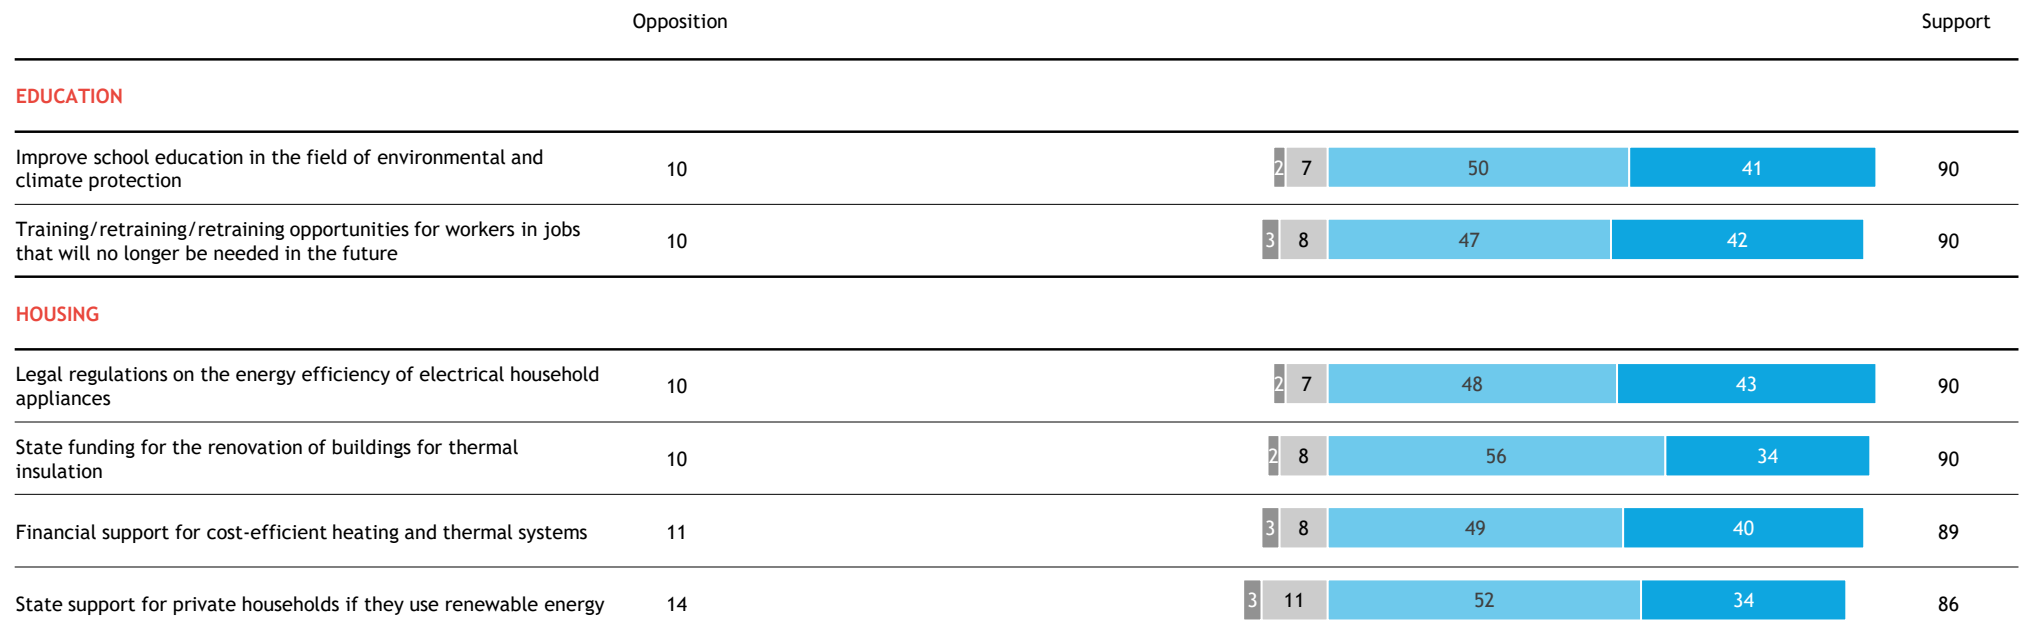 Opposition Support
EDUCATION
Improve school education in the field of environmental and
climate protection
10 2 7 50 41 90
Training/retraining/retraining opportunities for workers in jobs
that will no longer be needed in the future
10 3 8 47 42 90
HOUSING
Legal regulations on the energy efficiency of electrical household
appliances
10 2 7 48 43 90
State funding for the renovation of buildings for thermal
insulation
10 2 8 56 34 90
Financial support for cost-efficient heating and thermal systems 11 3 8 49 40 89
State support for private households if they use renewable energy 14 3 11 52 34 86